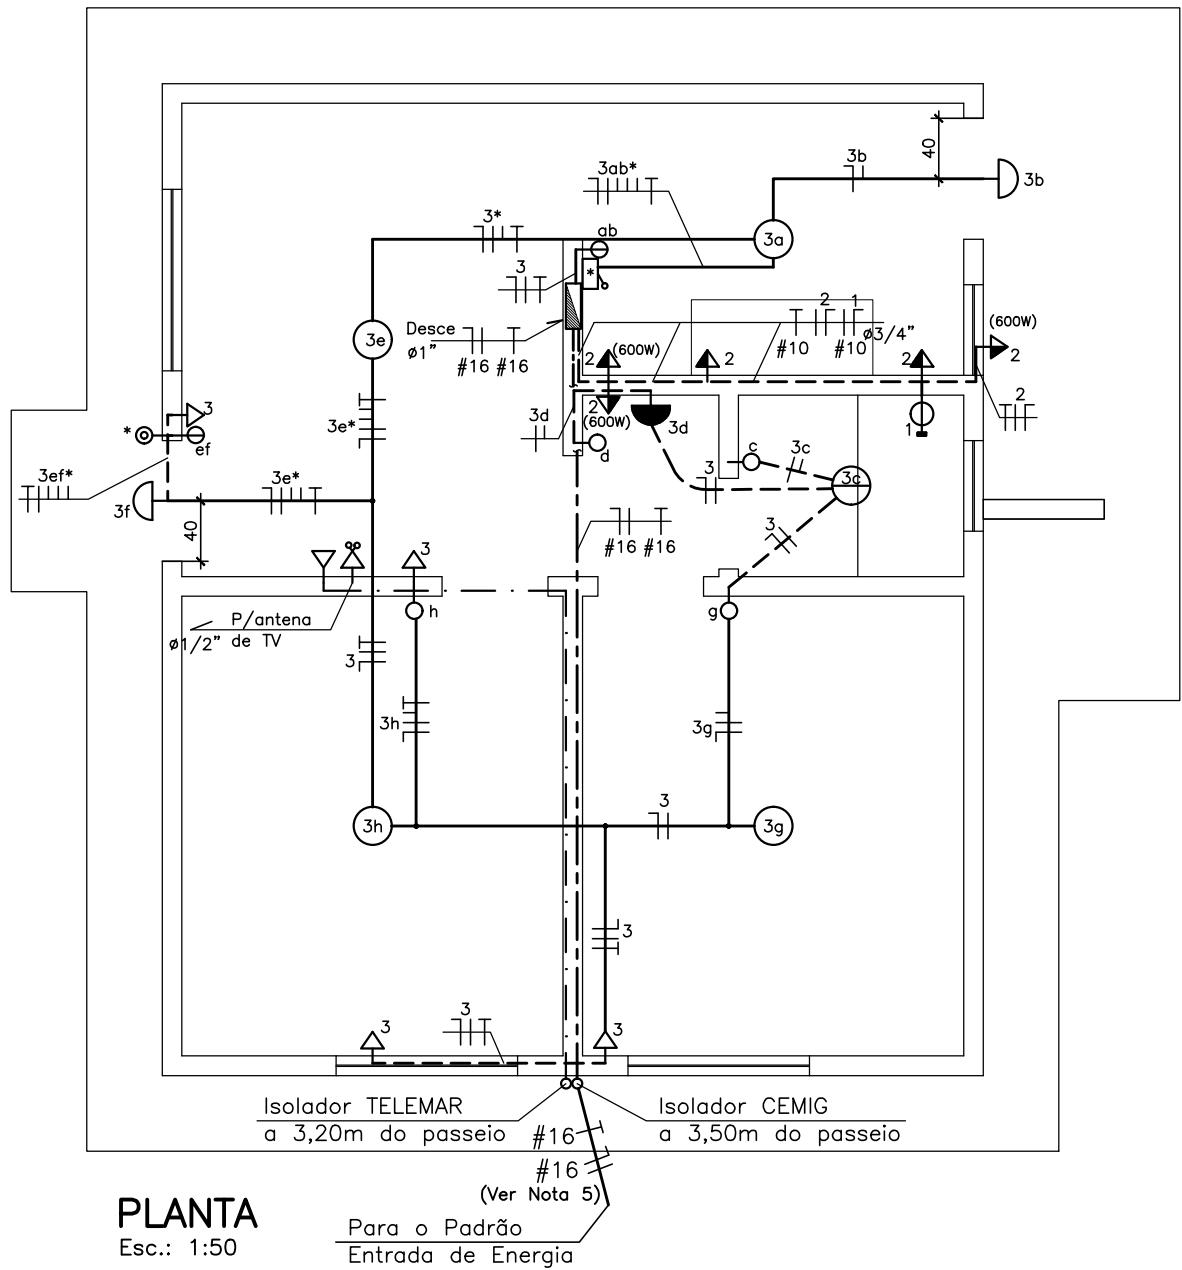 40
3b
3b
3ab*
3*
ab
3a
3
*
3e
Desce
ø1"
#16 #16
2 1
ø3/4"
#10 #10
(600W)
2
2 (600W)
2
2
2
2
(600W)
3d
3d
d
1
3
ef
*
3e*
3ef*
3e*
3f
40
c
3c
3c
3
3
#16 #16
3
h
g
P/antena
ø1/2" de TV
3
3h
3g
3h
3
3g
3
3
3
3
Isolador TELEMAR
a 3,20m do passeio
Isolador CEMIG
a 3,50m do passeio
#16
#16
(Ver Nota 5)
PLANTA
Esc.: 1:50
Para o Padrão
Entrada de Energia